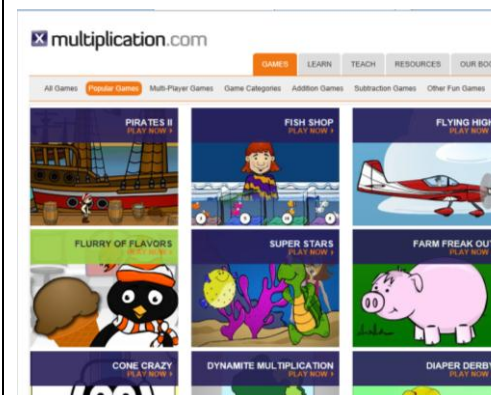 multiplication.com
GAMES LEARN TEACH RESOURCES OUR BOO
All Games Popular Games Multi-Player Games Game Categories Addition Games Subtraction Games Other Fun Games
PIRATES II FISH SHOP FLYING HIGH
PLAY NOW PLAY NOW PLAY NOW
FLURRY OF FLAVORS SUPER STARS FARM FREAK OUT
PLAY NOW PLAY NOW PLAY NOW
CONE CRAZY DYNAMITE MULTIPLICATION DIAPER DERBY
PLAY NOW PLAY NOW PLAY NOW